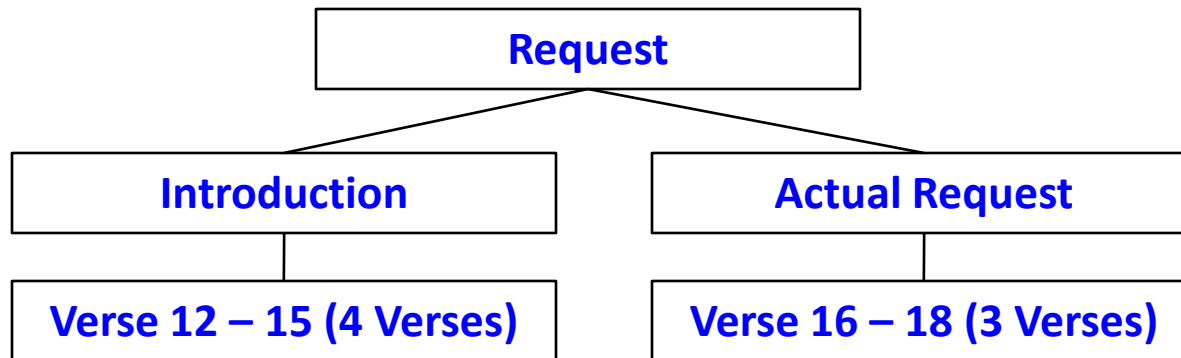 Request
Introduction
Actual Request
Verse 12 – 15 (4 Verses)
Verse 16 – 18 (3 Verses)